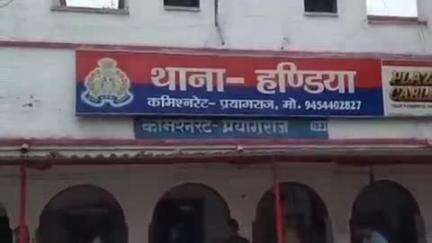 थाना- हण्डिया
कमिश्नरेट- प्रयागराज, मो. 9454402827
कमिश्नरेट- प्रयागराज